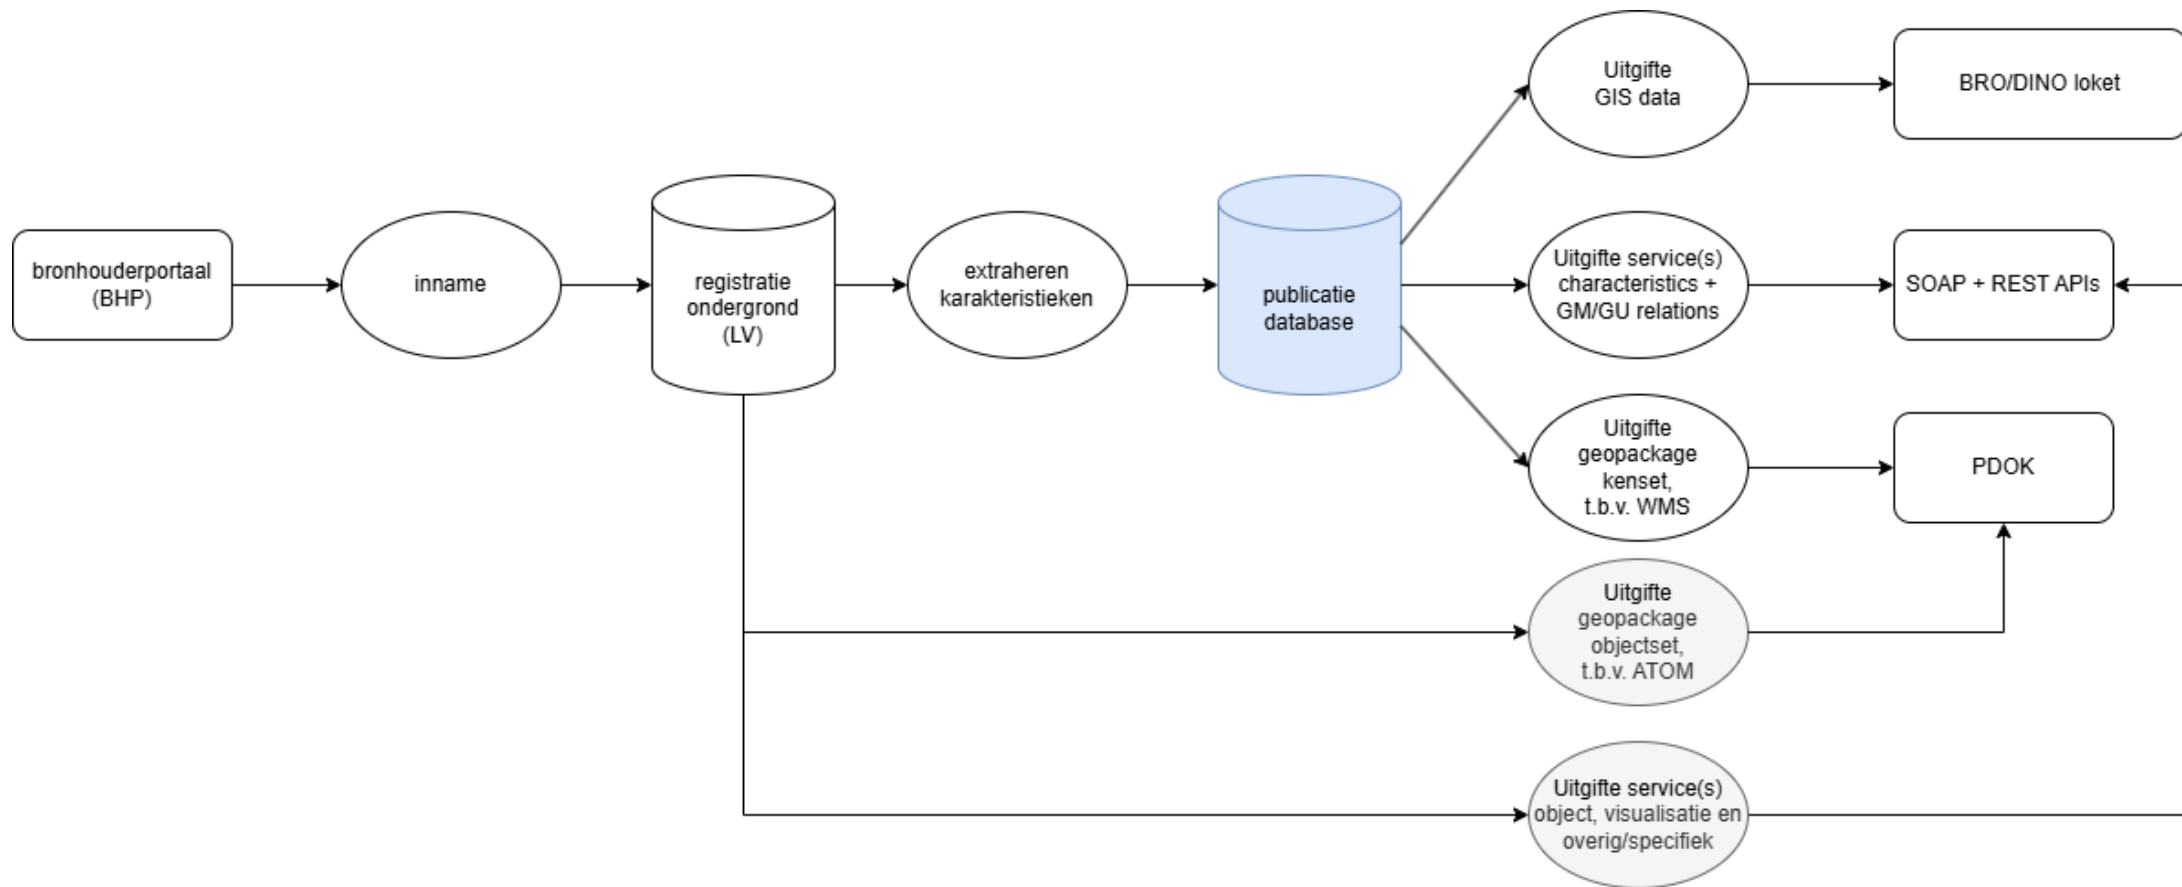 bronhouderportaal
(BHP)
inname
registratie
ondergrond
(LV)
extraheren
karakteristieken
publicatie
database
Uitgifte
GIS data
BRO/DINO loket
Uitgifte service(s)
characteristics +
GM/GU relations
SOAP + REST APIs
Uitgifte
geopackage
kenset,
t.b.v. WMS
PDOK
Uitgifte
geopackage
objectset,
t.b.v. ATOM
Uitgifte service(s)
object, visualisatie en
overig/specifiek